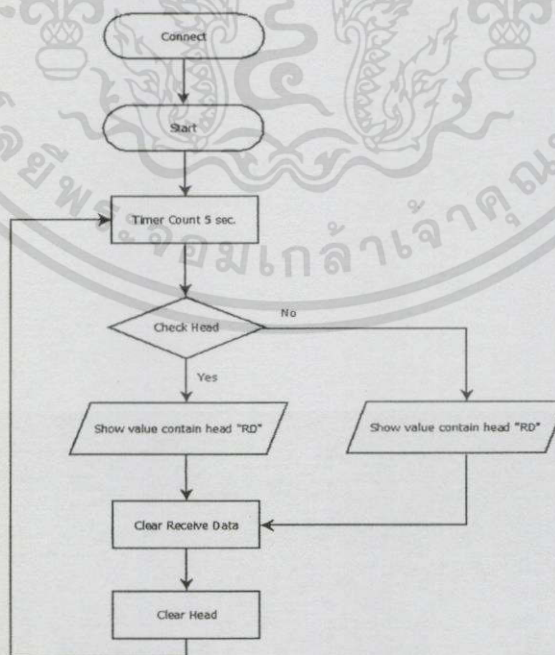 Connect
Start
Timer Count 5 sec.
Check Head
No
Yes
Show value contain head "RD"
Show value contain head "RD"
Clear Receive Data
Clear Head